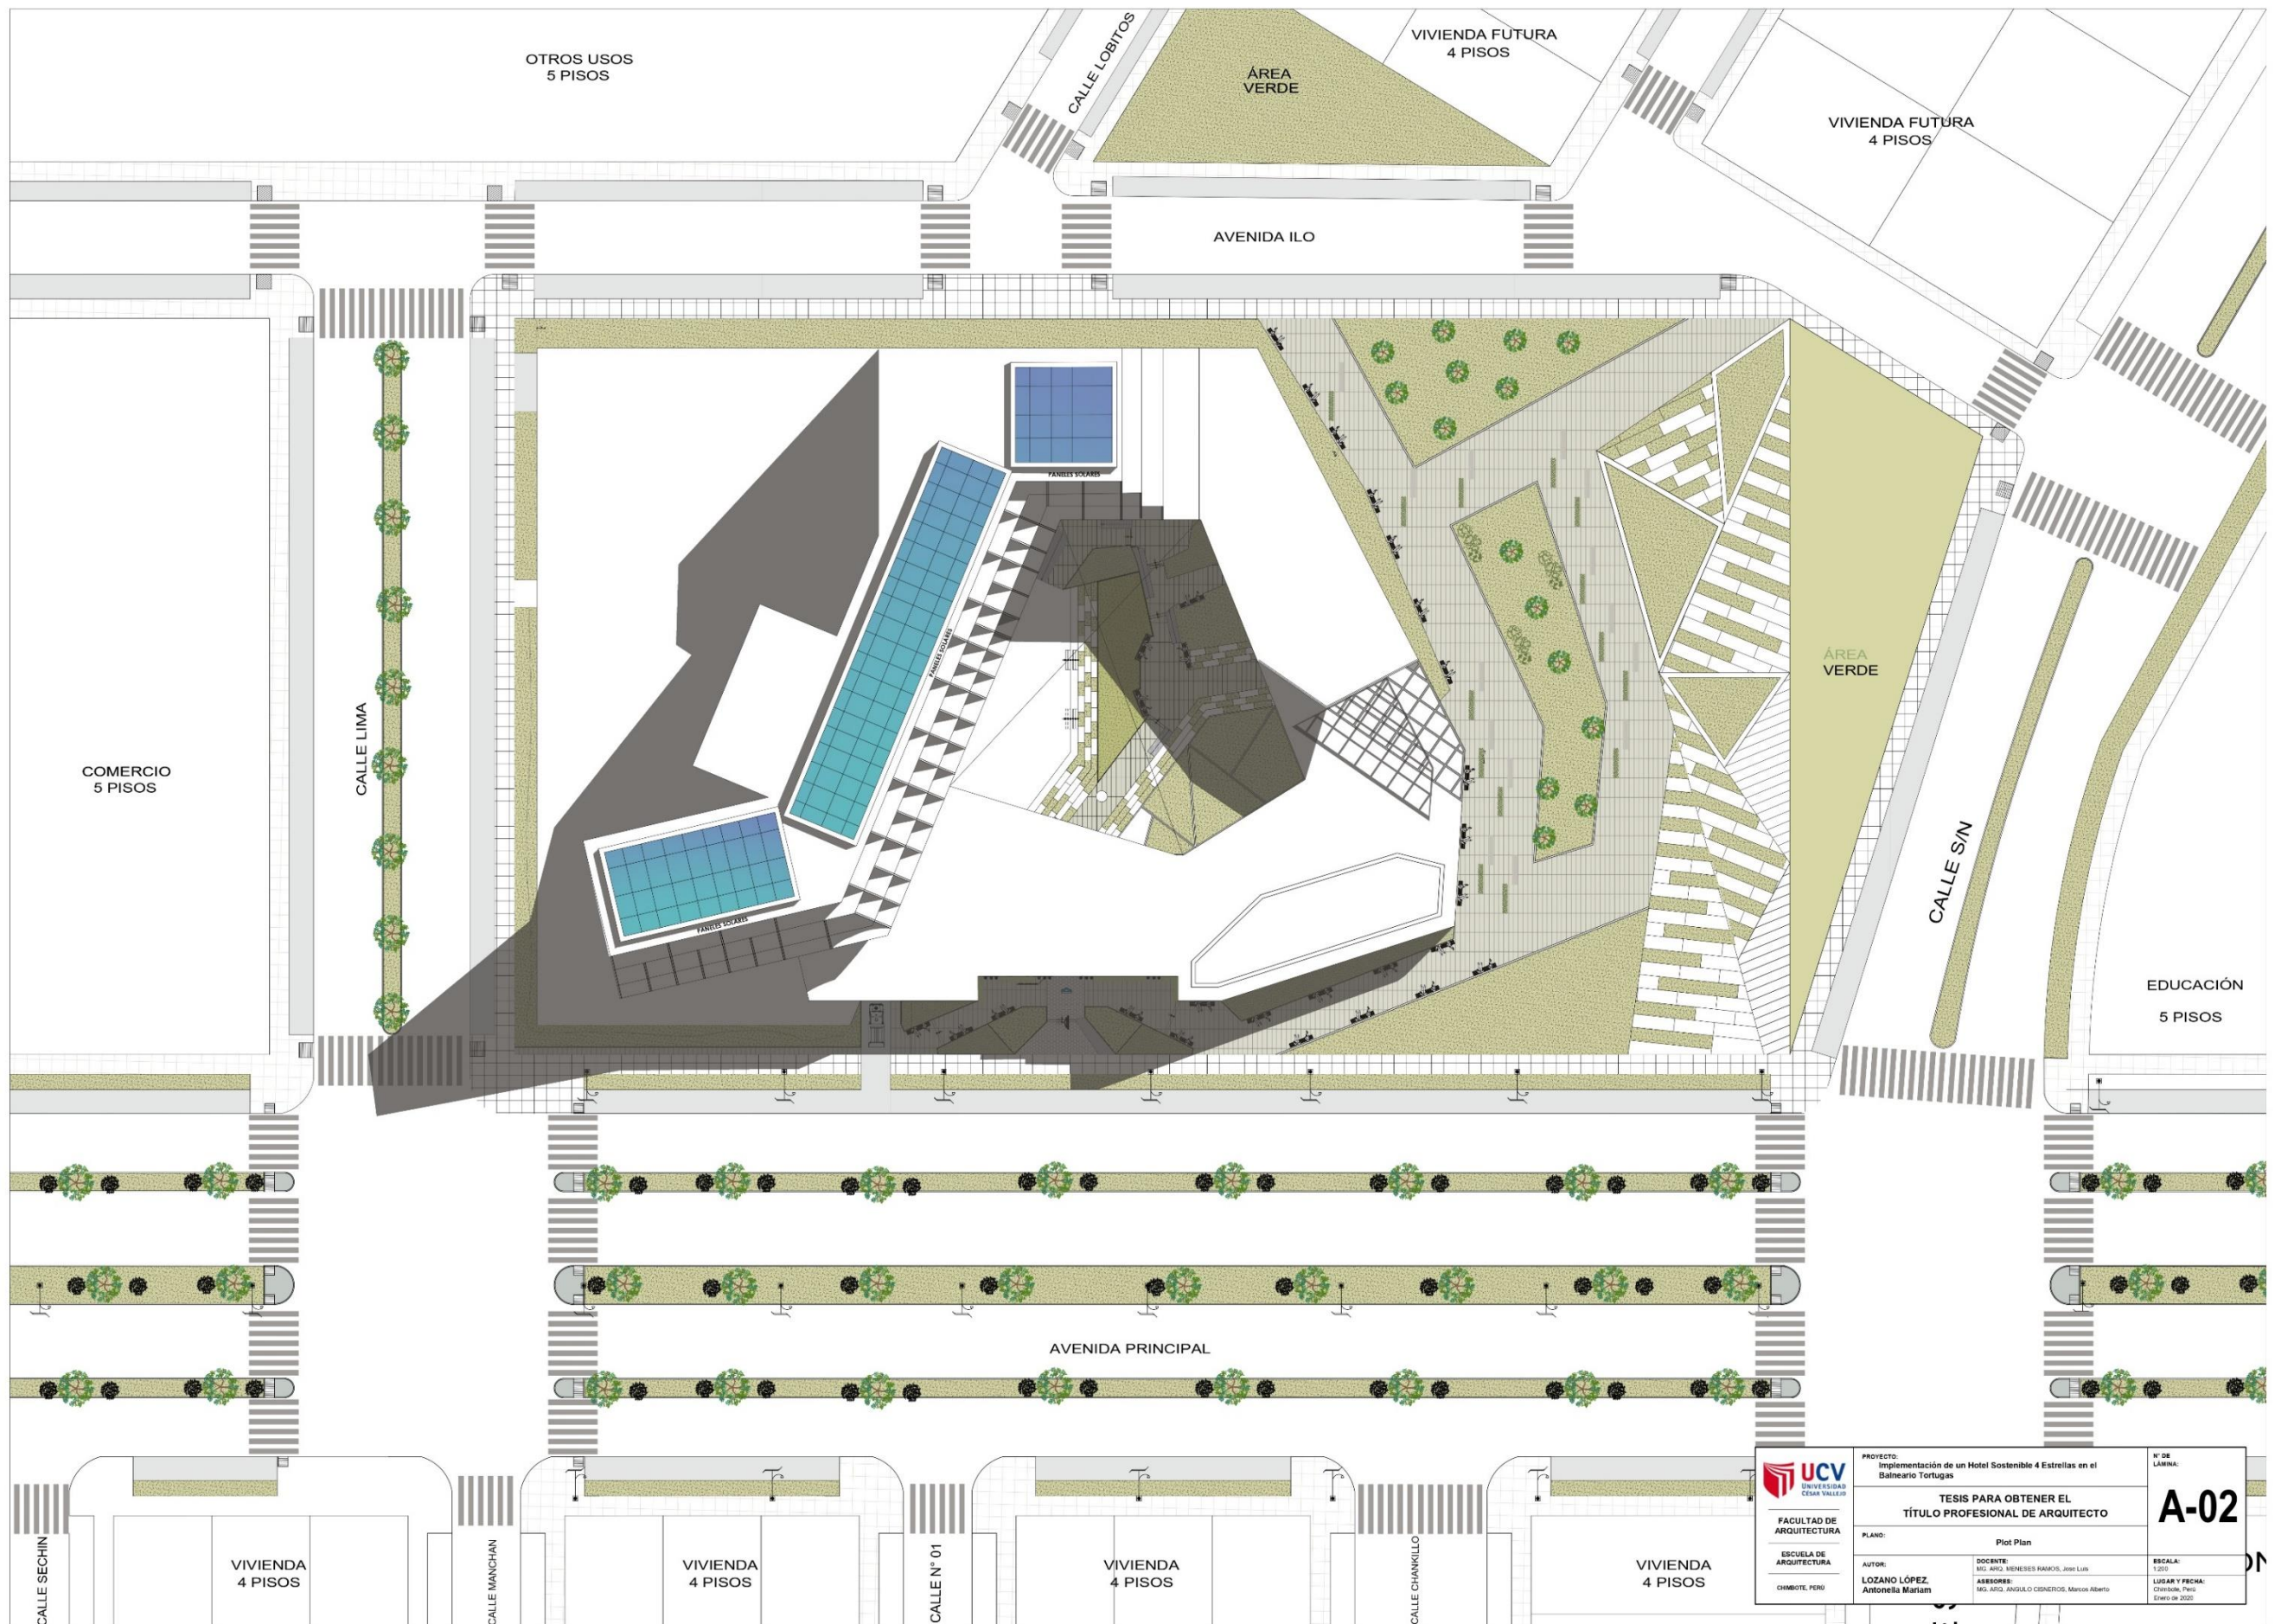 OTROS USOS
5 PISOS
CALLE LOBITOS
ÁREA
VERDE
VIVIENDA FUTURA
4 PISOS
VIVIENDA FUTURA
4 PISOS
AVENIDA ILO
PANELES SOLARES
PANELES SOLARES
PANELES SOLARES
CALLE LIMA
COMERCIO
5 PISOS
ÁREA
VERDE
CALLE S/N
EDUCACIÓN
5 PISOS
AVENIDA PRINCIPAL
CALLE SECHIN
VIVIENDA
4 PISOS
CALLE MANCHAN
VIVIENDA
4 PISOS
CALLE N° 01
VIVIENDA
4 PISOS
CALLE CHANKILLO
VIVIENDA
4 PISOS
UCV
UNIVERSIDAD
CÉSAR VALLEJO
FACULTAD DE
ARQUITECTURA
ESCUELA DE
ARQUITECTURA
CHIMBOTE, PERÚ
PROYECTO:
Implementación de un Hotel Sostenible 4 Estrellas en el
Balneario Tortugas
TESIS PARA OBTENER EL
TÍTULO PROFESIONAL DE ARQUITECTO
PLANO:
Plot Plan
AUTOR:
LOZANO LÓPEZ,
Antonella Mariam
DOCENTE:
MG. ARQ. MENESES RAMOS, Jose Luis
ASESORES:
MG. ARQ. ANGULO CISNEROS, Marcos Alberto
N° DE
LÁMINA:
A-02
ESCALA:
1:200
LUGAR Y FECHA:
Chimbote, Perú
Enero de 2020